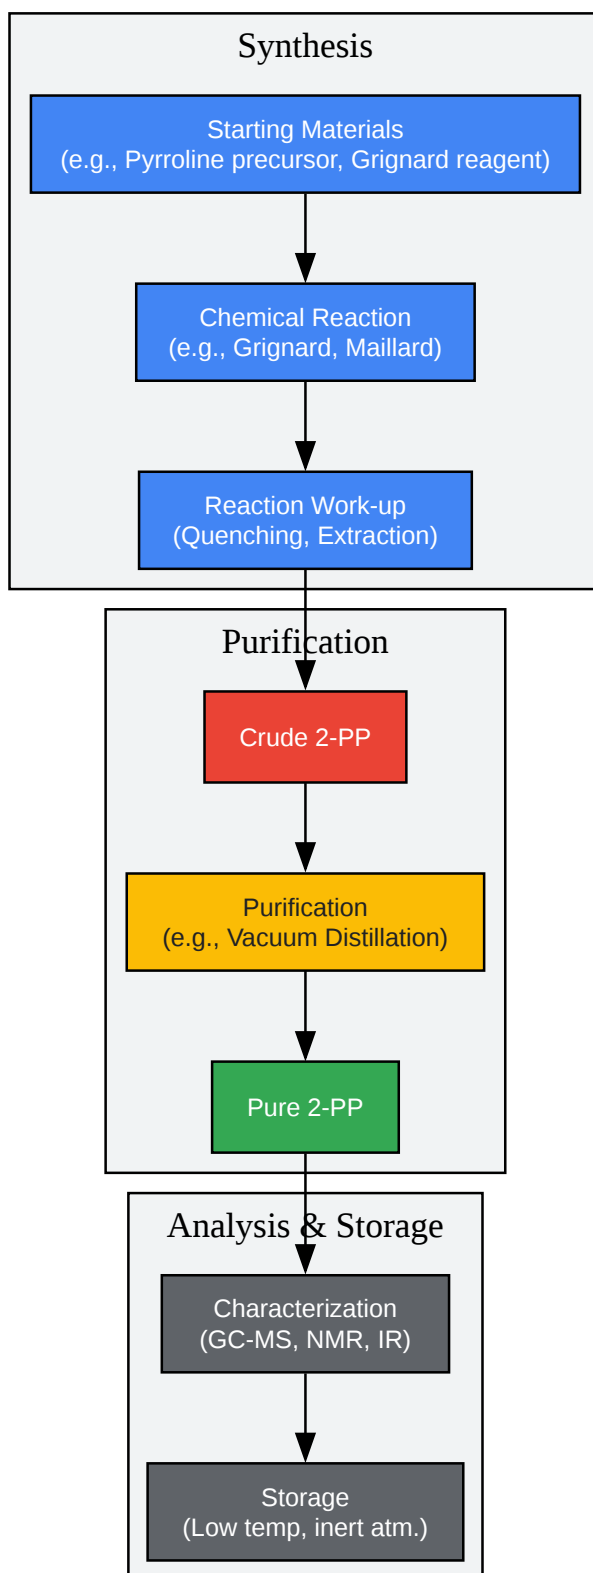 Synthesis
Starting Materials
(e.g., Pyrroline precursor, Grignard reagent)
Chemical Reaction
(e.g., Grignard, Maillard)
Reaction Work-up
(Quenching, Extraction)
Purification
Crude 2-PP
Purification
(e.g., Vacuum Distillation)
Pure 2-PP
Analysis & Storage
Characterization
(GC-MS, NMR, IR)
Storage
(Low temp, inert atm.)